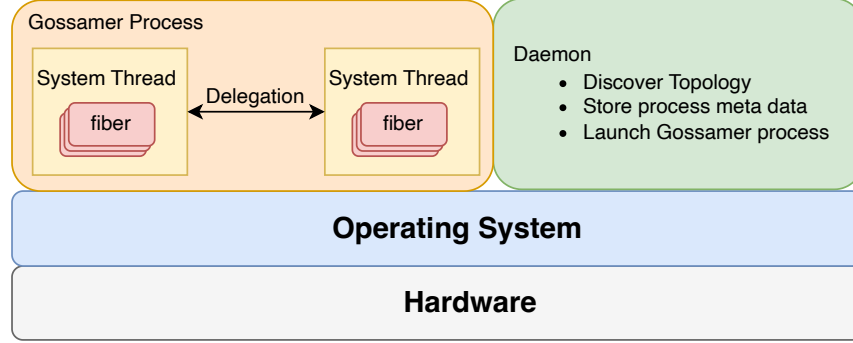 Gossamer Process
System Thread
fiber
Delegation
System Thread
fiber
Daemon
• Discover Topology
• Store process meta data
• Launch Gossamer process
Operating System
Hardware